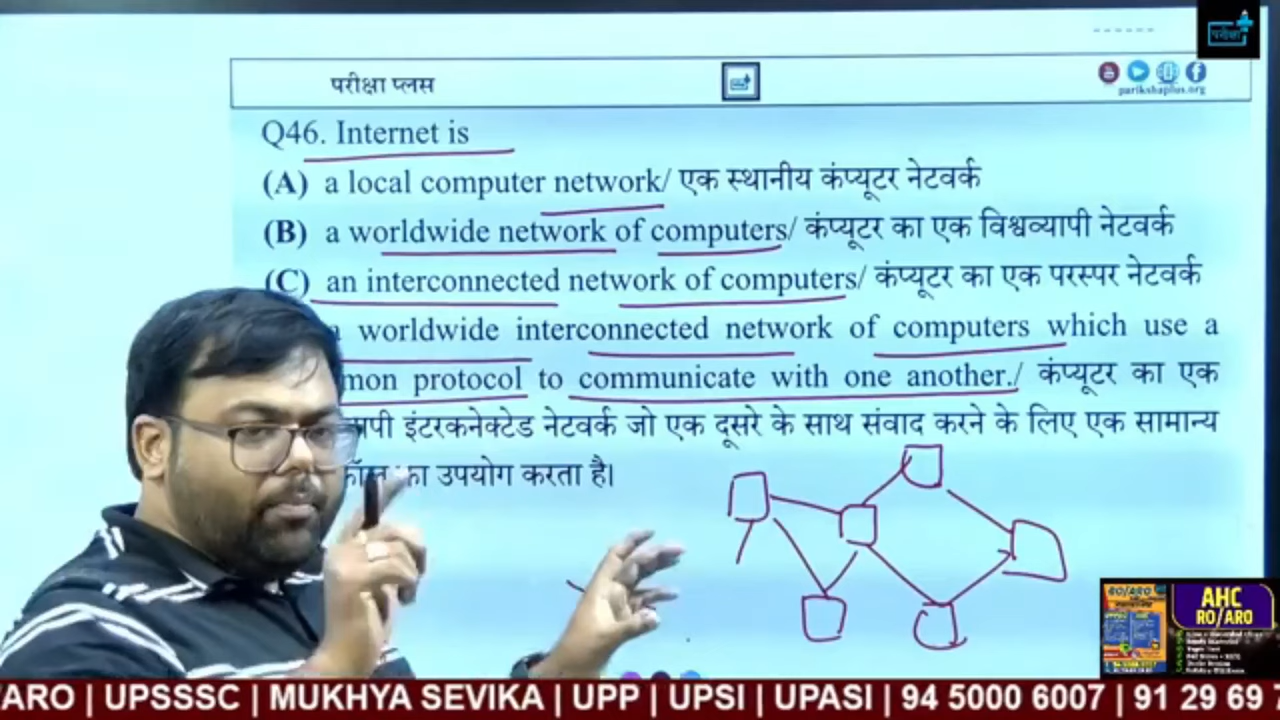 परीक्षा
परीक्षा प्लस
parikshaplus.org
Q46. Internet is
(A) a local computer network/ एक स्थानीय कंप्यूटर नेटवर्क
(B) a worldwide network of computers/ कंप्यूटर का एक विश्वव्यापी नेटवर्क
(C) an interconnected network of computers/ कंप्यूटर का एक परस्पर नेटवर्क
worldwide interconnected network of computers which use a
mon protocol to communicate with one another./ कंप्यूटर का एक
इंटरकनेक्टेड नेटवर्क जो एक दूसरे के साथ संवाद करने के लिए एक सामान्य
का उपयोग करता है।
RO/ARO
AHC
RO/ARO
ARO | UPSSSC | MUKHYA SEVIKA | UPP | UPSI | UPASI | 94 5000 6007 | 91 29 69